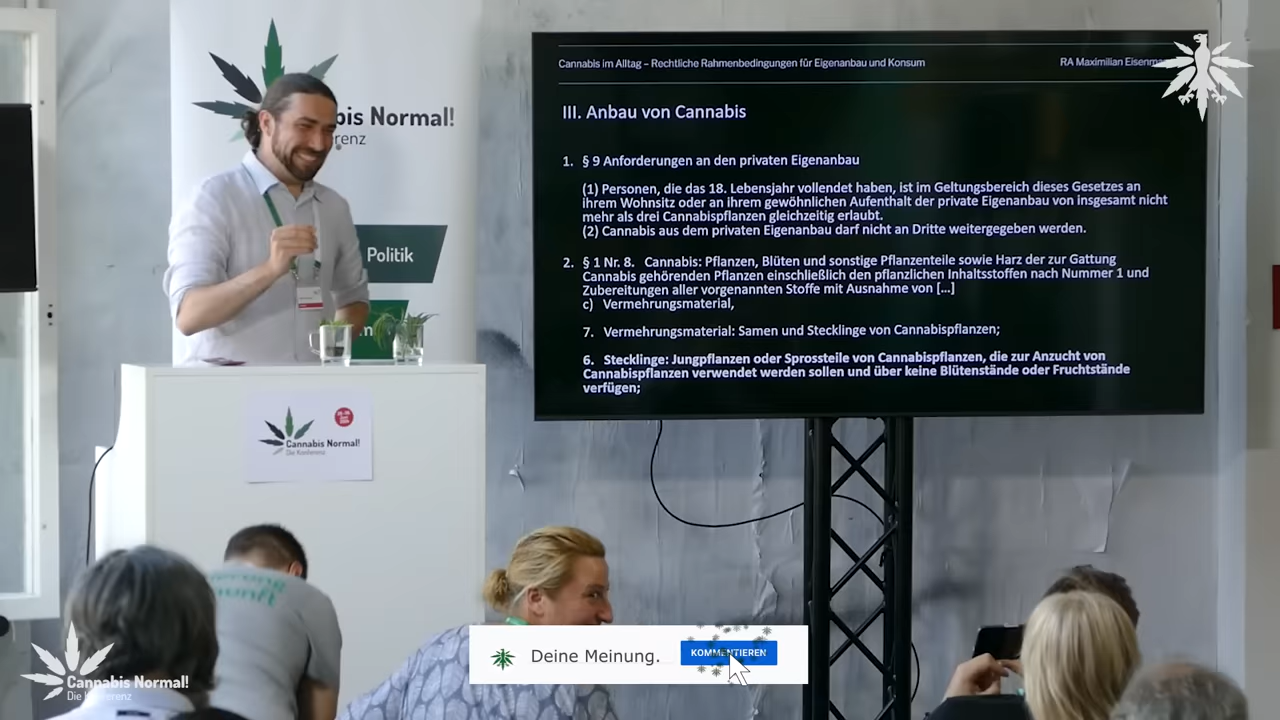 Cannabis im Alltag – Rechtliche Rahmenbedingungen für Eigenanbau und Konsum
RA Maximilian
III. Anbau von Cannabis
1. § 9 Anforderungen an den privaten Eigenanbau
(1) Personen, die das 18. Lebensjahr vollendet haben, ist im Geltungsbereich dieses Gesetzes an
ihrem Wohnsitz oder an ihrem gewöhnlichen Aufenthalt der private Eigenanbau von insgesamt nicht
mehr als drei Cannabispflanzen gleichzeitig erlaubt.
(2) Cannabis aus dem privaten Eigenanbau darf nicht an Dritte weitergegeben werden.
2. § 1 Nr. 8. Cannabis: Pflanzen, Blüten und sonstige Pflanzenteile sowie Harz der zur Gattung
Cannabis gehörenden Pflanzen einschließlich den pflanzlichen Inhaltsstoffen nach Nummer 1 und
Zubereitungen aller vorgenannten Stoffe mit Ausnahme von [...]
c) Vermehrungsmaterial,
7. Vermehrungsmaterial: Samen und Stecklinge von Cannabispflanzen;
6. Stecklinge: Jungpflanzen oder Sprossteile von Cannabispflanzen, die zur Anzucht von
Cannabispflanzen verwendet werden sollen und über keine Blütenstände oder Fruchtstände
verfügen;
Normal!
Politik
Cannabis Normal!
Die Konferenz
Deine Meinung.
KOMMENTIEREN
Cannabis Normal!
Die Konferenz